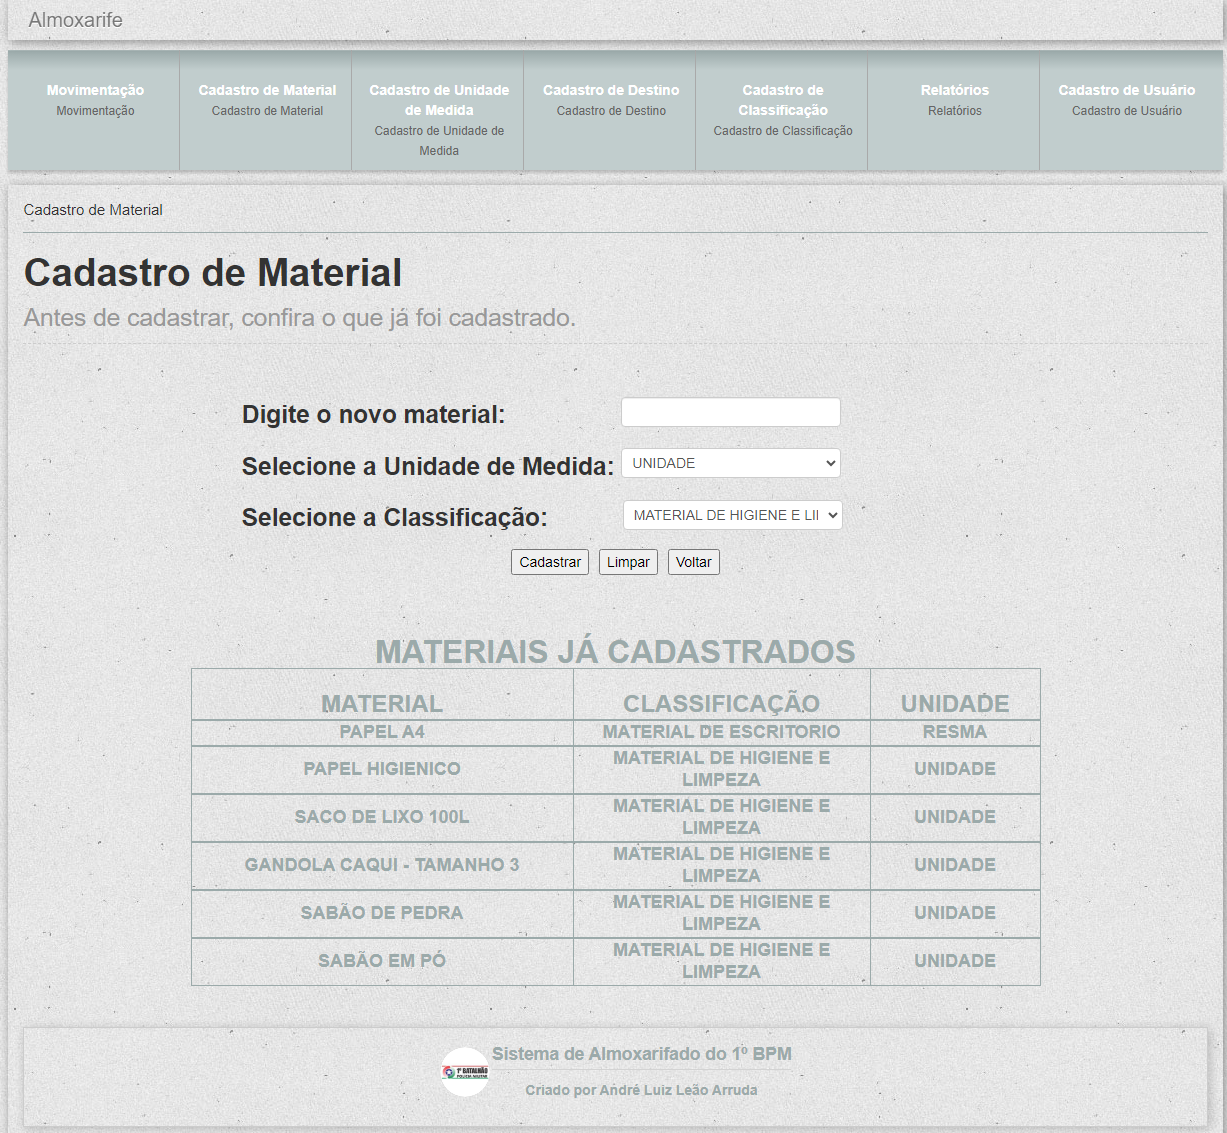 Almoxarife
Movimentação
Movimentação
Cadastro de Material
Cadastro de Material
Cadastro de Unidade
de Medida
Cadastro de Unidade de
Medida
Cadastro de Destino
Cadastro de Destino
Cadastro de
Classificação
Cadastro de Classificação
Relatórios
Relatórios
Cadastro de Usuário
Cadastro de Usuário
Cadastro de Material
Cadastro de Material
Antes de cadastrar, confira o que já foi cadastrado.
Digite o novo material:
Selecione a Unidade de Medida: UNIDADE
Selecione a Classificação: MATERIAL DE HIGIENE E LI
Cadastrar Limpar Voltar
MATERIAIS JÁ CADASTRADOS
MATERIAL CLASSIFICAÇÃO UNIDADE
PAPEL A4 MATERIAL DE ESCRITORIO RESMA
PAPEL HIGIENICO MATERIAL DE HIGIENE E
LIMPEZA UNIDADE
SACO DE LIXO 100L MATERIAL DE HIGIENE E
LIMPEZA UNIDADE
GANDOLA CAQUI - TAMANHO 3 MATERIAL DE HIGIENE E
LIMPEZA UNIDADE
SABÃO DE PEDRA MATERIAL DE HIGIENE E
LIMPEZA UNIDADE
SABÃO EM PÓ MATERIAL DE HIGIENE E
LIMPEZA UNIDADE
1º BATALHÃO
POLICIA MILITAR
Sistema de Almoxarifado do 1º BPM
Criado por André Luiz Leão Arruda